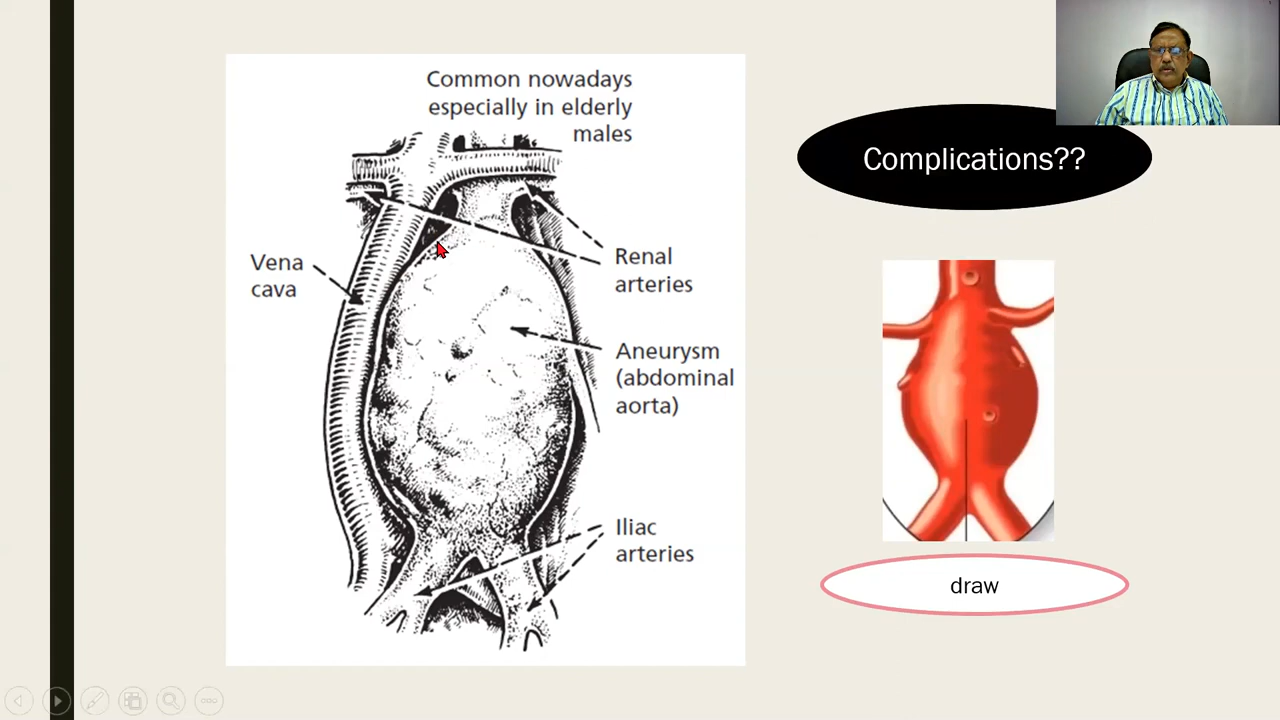 Common nowadays
especially in elderly
males
Complications??
Vena
cava
Renal
arteries
Aneurysm
(abdominal
aorta)
Iliac
arteries
draw